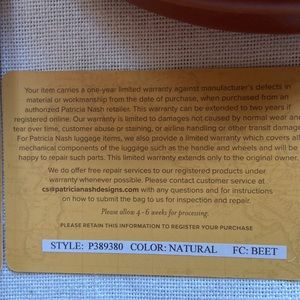 Your item carries a one-year limited warranty against manufacturer's defects in
material or workmanship from the date of purchase, when purchased from an
authorized Patricia Nash retailer. This warranty can be extended to two years if
registered online. Our warranty is limited to damages not caused by normal wear and
tear over time, customer abuse or staining, or airline handling or other transit damage.
For Patricia Nash luggage items, we also provide a limited warranty which covers all
mechanical components of the luggage such as the handle and wheels and will be
happy to repair such parts. This limited warranty extends only to the original owner.
We do offer free repair services to our registered products under
warranty whenever possible. Please contact customer service at
cs@patricianashdesigns.com with any questions and for instructions
on how to submit the bag to us for inspection and repair.
Please allow 4-6 weeks for processing.
PLEASE RETAIN THIS INFORMATION TO REGISTER YOUR PURCHASE
STYLE: P389380 COLOR: NATURAL FC: BEET